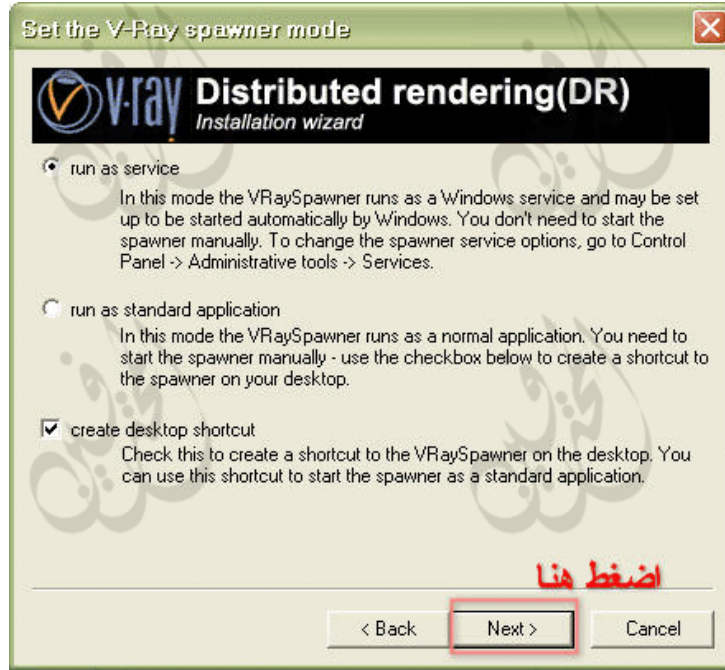 Set the V-Ray spawner mode
v·ray Distributed rendering(DR)
Installation wizard
run as service
In this mode the VRaySpawner runs as a Windows service and may be set
up to be started automatically by Windows. You don't need to start the
spawner manually. To change the spawner service options, go to Control
Panel -> Administrative tools -> Services.
run as standard application
In this mode the VRaySpawner runs as a normal application. You need to
start the spawner manually - use the checkbox below to create a shortcut to
the spawner on your desktop.
create desktop shortcut
Check this to create a shortcut to the VRaySpawner on the desktop. You
can use this shortcut to start the spawner as a standard application.
اضغط هنا
< Back Next > Cancel